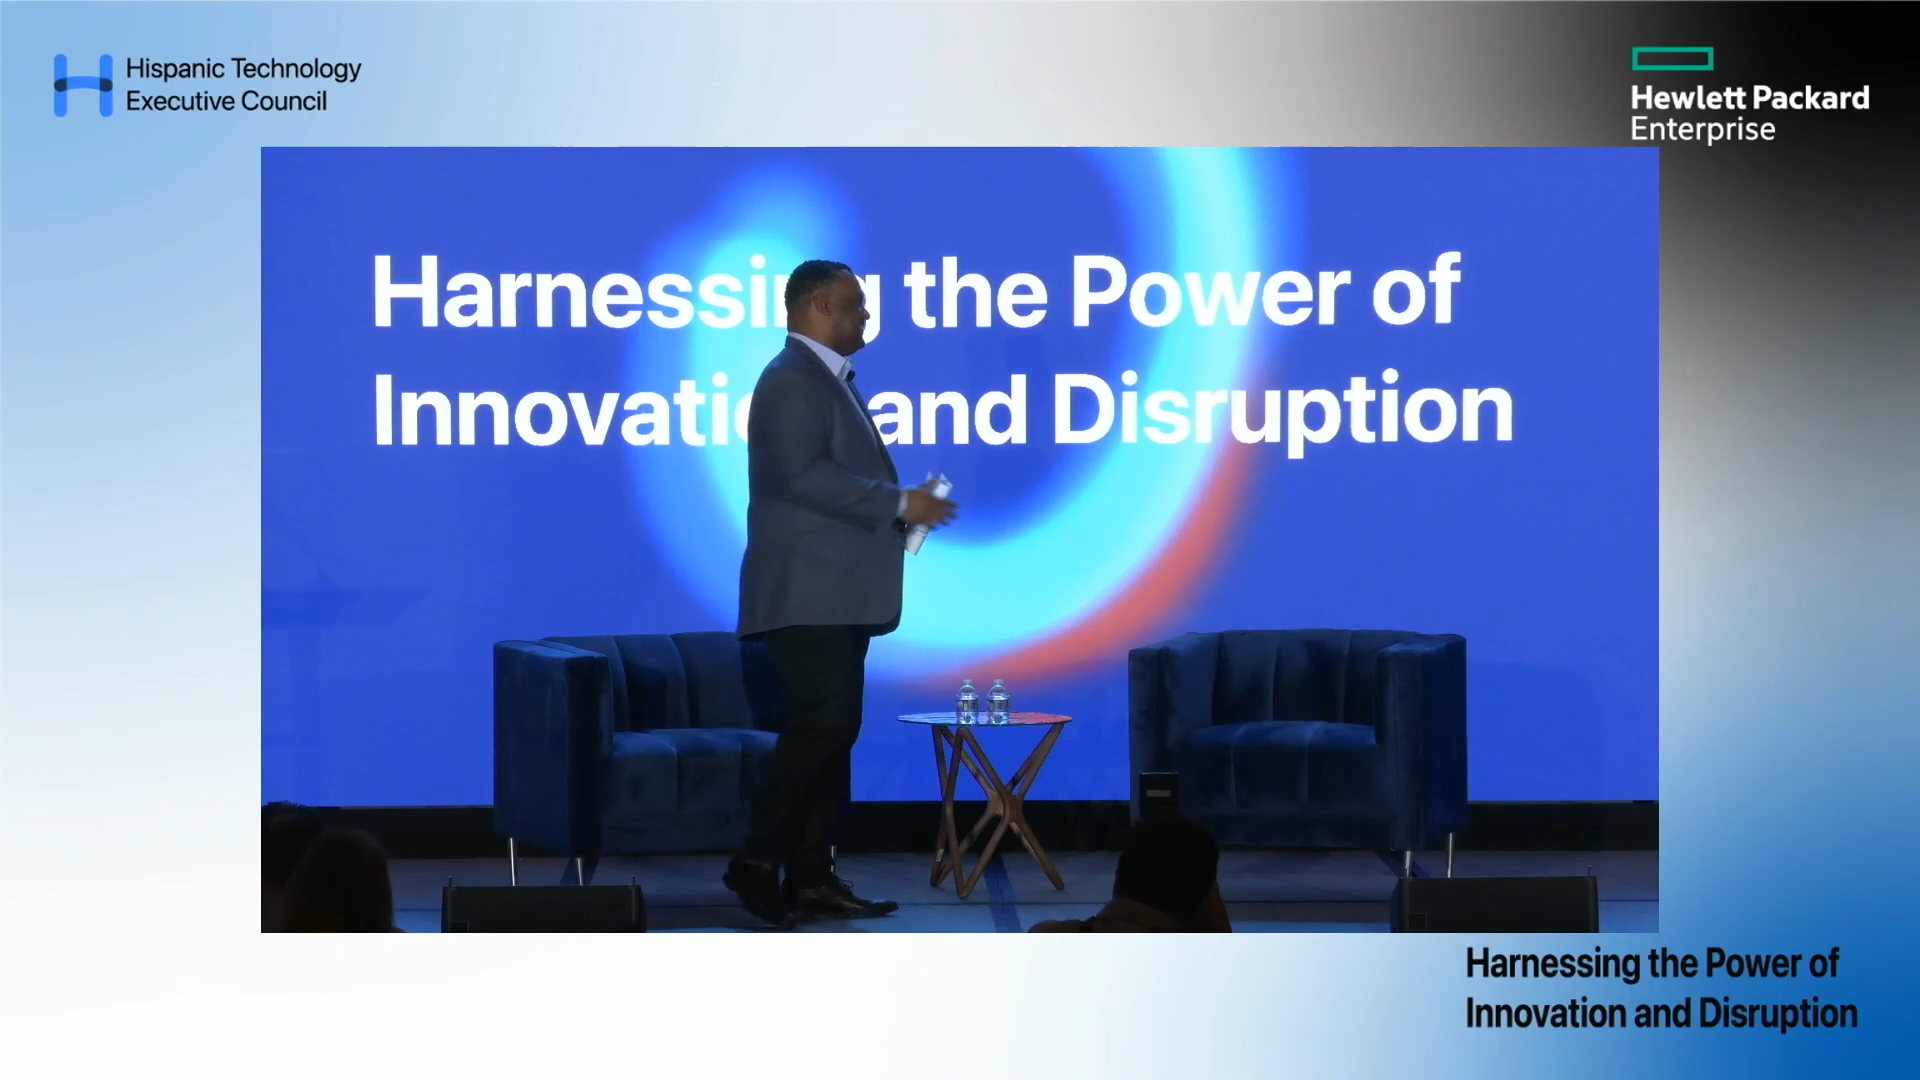 Hispanic Technology
Executive Council
Hewlett Packard
Enterprise
Harnessing the Power of
Innovation and Disruption
Harnessing the Power of
Innovation and Disruption